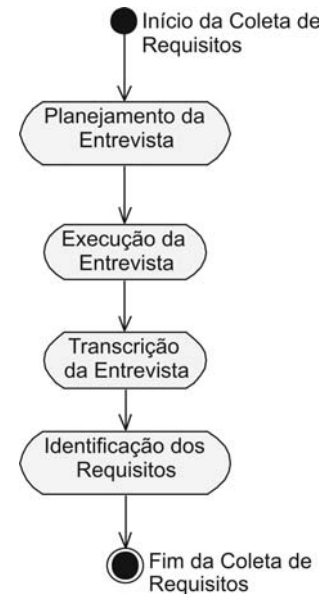 Início da Coleta de
Requisitos
Planejamento da
Entrevista
Execução da
Entrevista
Transcrição
da Entrevista
Identificação dos
Requisitos
Fim da Coleta de
Requisitos